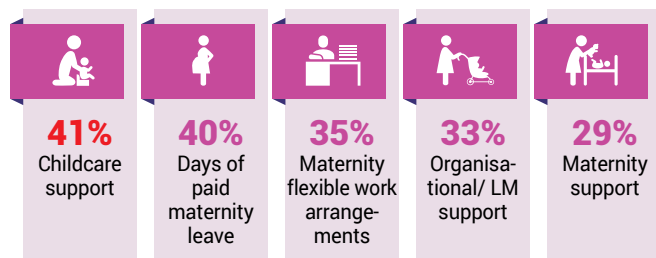 41%
Childcare
support
40%
Days of
paid
maternity
leave
35%
Maternity
flexible work
arrange-
ments
33%
Organisa-
tional/ LM
support
29%
Maternity
support